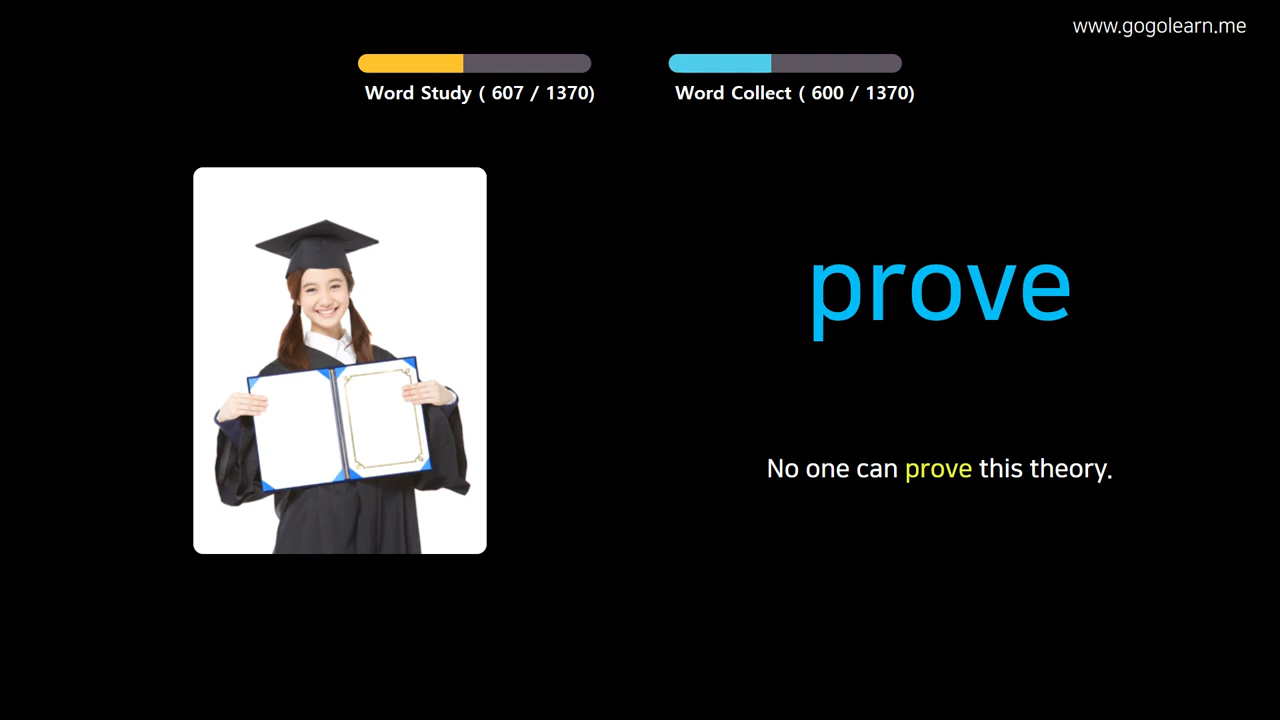 www.gogolearn.me
Word Study ( 607 / 1370)
Word Collect ( 600 / 1370)
prove
No one can prove this theory.